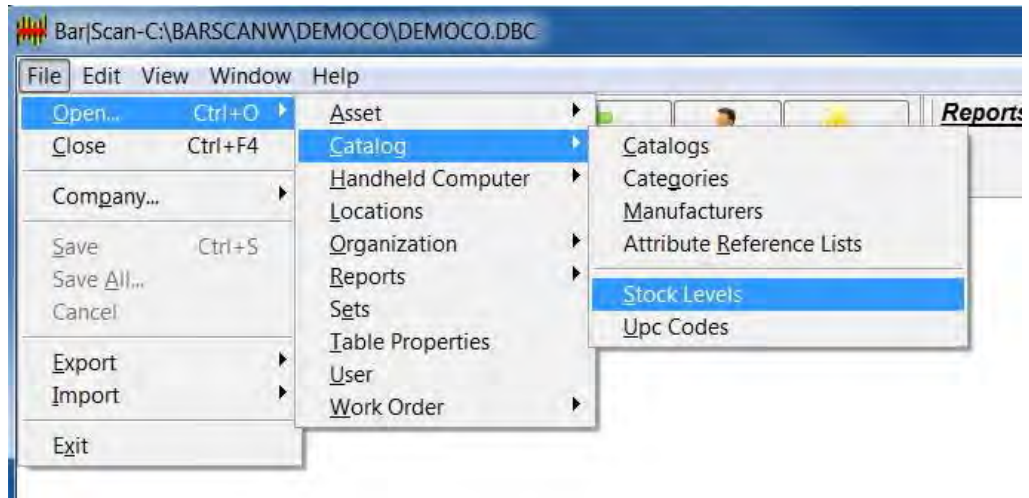 Bar|Scan-C:\BARSCANW\DEMOCO\DEMOCO.DBC
File Edit View Window Help
Open... Ctrl+O
Close Ctrl+F4
Company...
Save Ctrl+S
Save All...
Cancel
Export
Import
Exit
Asset
Catalog
Handheld Computer
Locations
Organization
Reports
Sets
Table Properties
User
Work Order
Catalogs
Categories
Manufacturers
Attribute Reference Lists
Stock Levels
Upc Codes
Reports